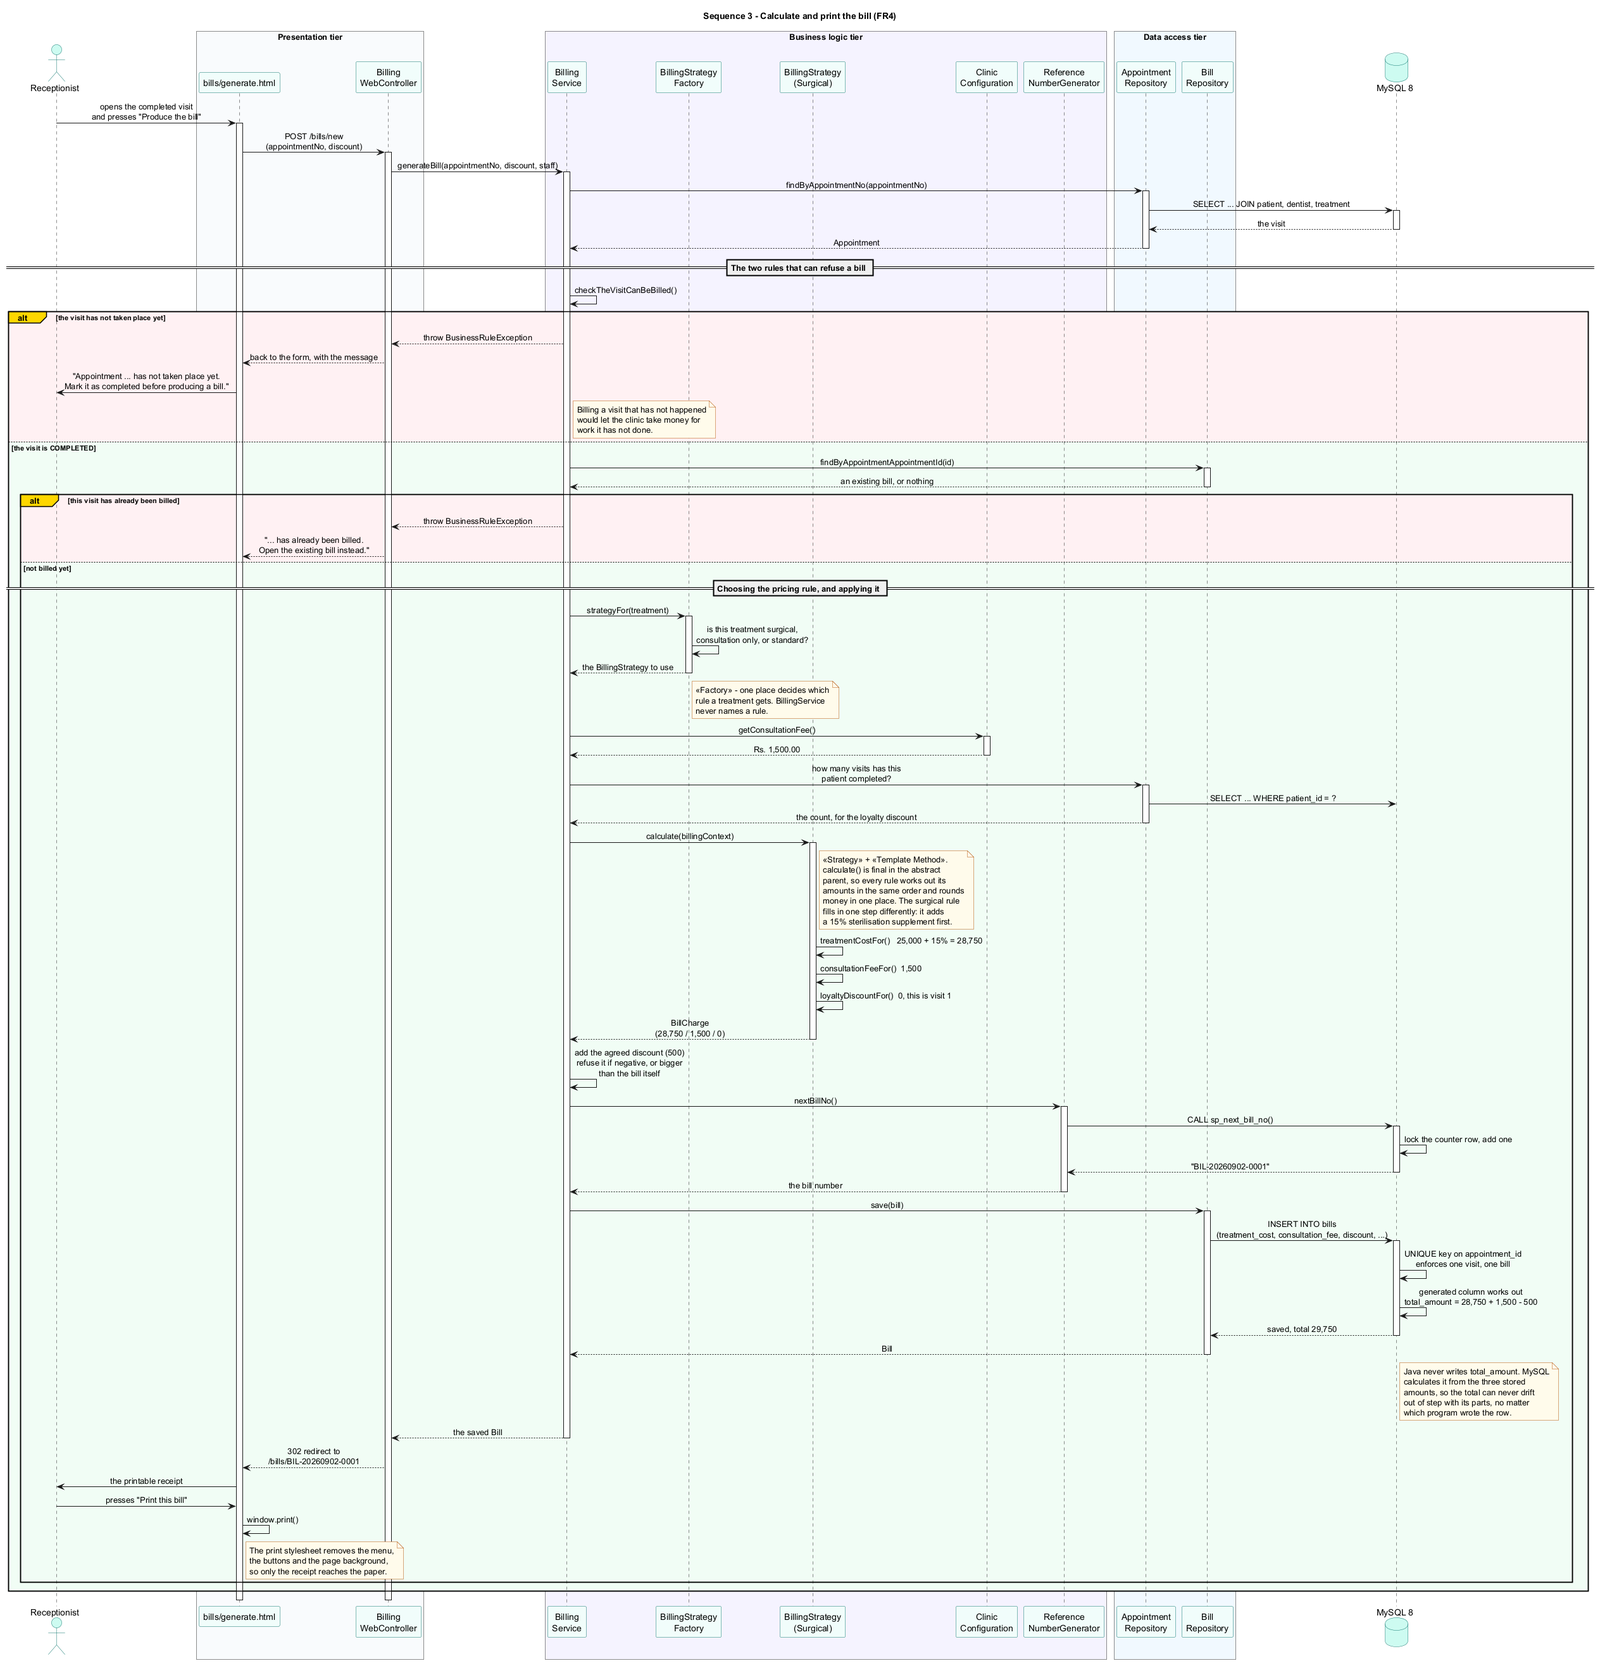 Sequence 3 - Calculate and print the bill (FR4)
Presentation tier
Business logic tier
Data access tier
Receptionist
bills/generate.html
Billing
WebController
Billing
Service
BillingStrategy
Factory
BillingStrategy
(Surgical)
Clinic
Configuration
Reference
NumberGenerator
Appointment
Repository
Bill
Repository
MySQL 8
opens the completed visit
and presses "Produce the bill"
POST /bills/new
(appointmentNo, discount)
generateBill(appointmentNo, discount, staff)
findByAppointmentNo(appointmentNo)
SELECT ... JOIN patient, dentist, treatment
the visit
Appointment
The two rules that can refuse a bill
checkTheVisitCanBeBilled()
alt
[the visit has not taken place yet]
throw BusinessRuleException
back to the form, with the message
"Appointment ... has not taken place yet.
Mark it as completed before producing a bill."
Billing a visit that has not happened
would let the clinic take money for
work it has not done.
[the visit is COMPLETED]
findByAppointmentAppointmentId(id)
an existing bill, or nothing
alt
[this visit has already been billed]
throw BusinessRuleException
"... has already been billed.
Open the existing bill instead."
[not billed yet]
Choosing the pricing rule, and applying it
strategyFor(treatment)
is this treatment surgical,
consultation only, or standard?
the BillingStrategy to use
«Factory» - one place decides which
rule a treatment gets. BillingService
never names a rule.
getConsultationFee()
Rs. 1,500.00
how many visits has this
patient completed?
SELECT ... WHERE patient_id = ?
the count, for the loyalty discount
calculate(billingContext)
«Strategy» + «Template Method».
calculate() is final in the abstract
parent, so every rule works out its
amounts in the same order and rounds
money in one place. The surgical rule
fills in one step differently: it adds
a 15% sterilisation supplement first.
treatmentCostFor()   25,000 + 15% = 28,750
consultationFeeFor()  1,500
loyaltyDiscountFor()  0, this is visit 1
BillCharge
(28,750 / 1,500 / 0)
add the agreed discount (500)
refuse it if negative, or bigger
than the bill itself
nextBillNo()
CALL sp_next_bill_no()
lock the counter row, add one
"BIL-20260902-0001"
the bill number
save(bill)
INSERT INTO bills
(treatment_cost, consultation_fee, discount, ...)
UNIQUE key on appointment_id
enforces one visit, one bill
generated column works out
total_amount = 28,750 + 1,500 - 500
saved, total 29,750
Bill
Java never writes total_amount. MySQL
calculates it from the three stored
amounts, so the total can never drift
out of step with its parts, no matter
which program wrote the row.
the saved Bill
302 redirect to
/bills/BIL-20260902-0001
the printable receipt
presses "Print this bill"
window.print()
The print stylesheet removes the menu,
the buttons and the page background,
so only the receipt reaches the paper.
Receptionist
bills/generate.html
Billing
WebController
Billing
Service
BillingStrategy
Factory
BillingStrategy
(Surgical)
Clinic
Configuration
Reference
NumberGenerator
Appointment
Repository
Bill
Repository
MySQL 8